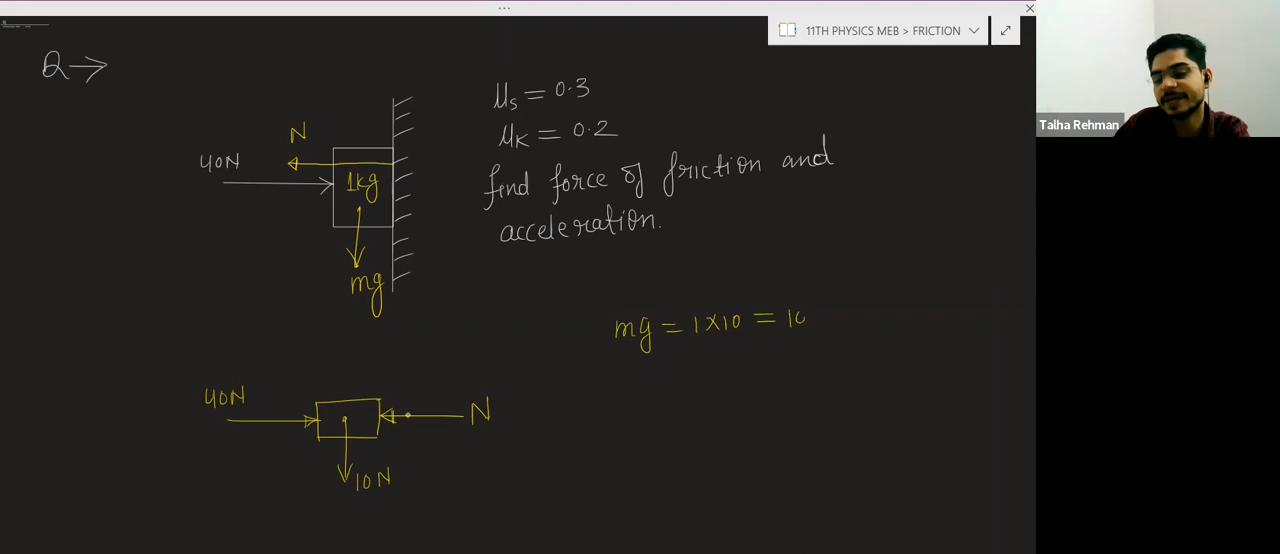 11TH PHYSICS MEB > FRICTION
Q →
μs = 0.3
μK = 0.2
find force of friction and
acceleration.
N
40N
1kg
mg
mg = 1×10 = 10
40N
N
10N
Talha Rehman